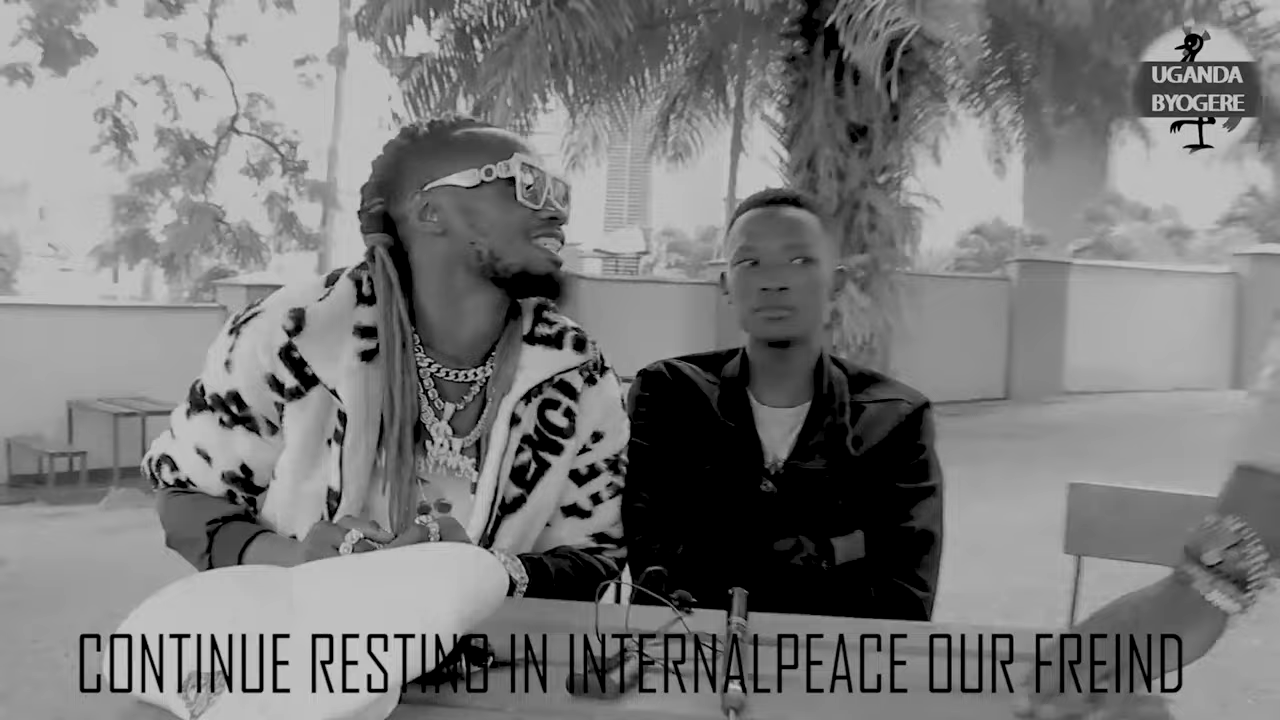 UGANDA
BYOGERE
CONTINUE RESTING IN INTERNALPEACE OUR FREIND